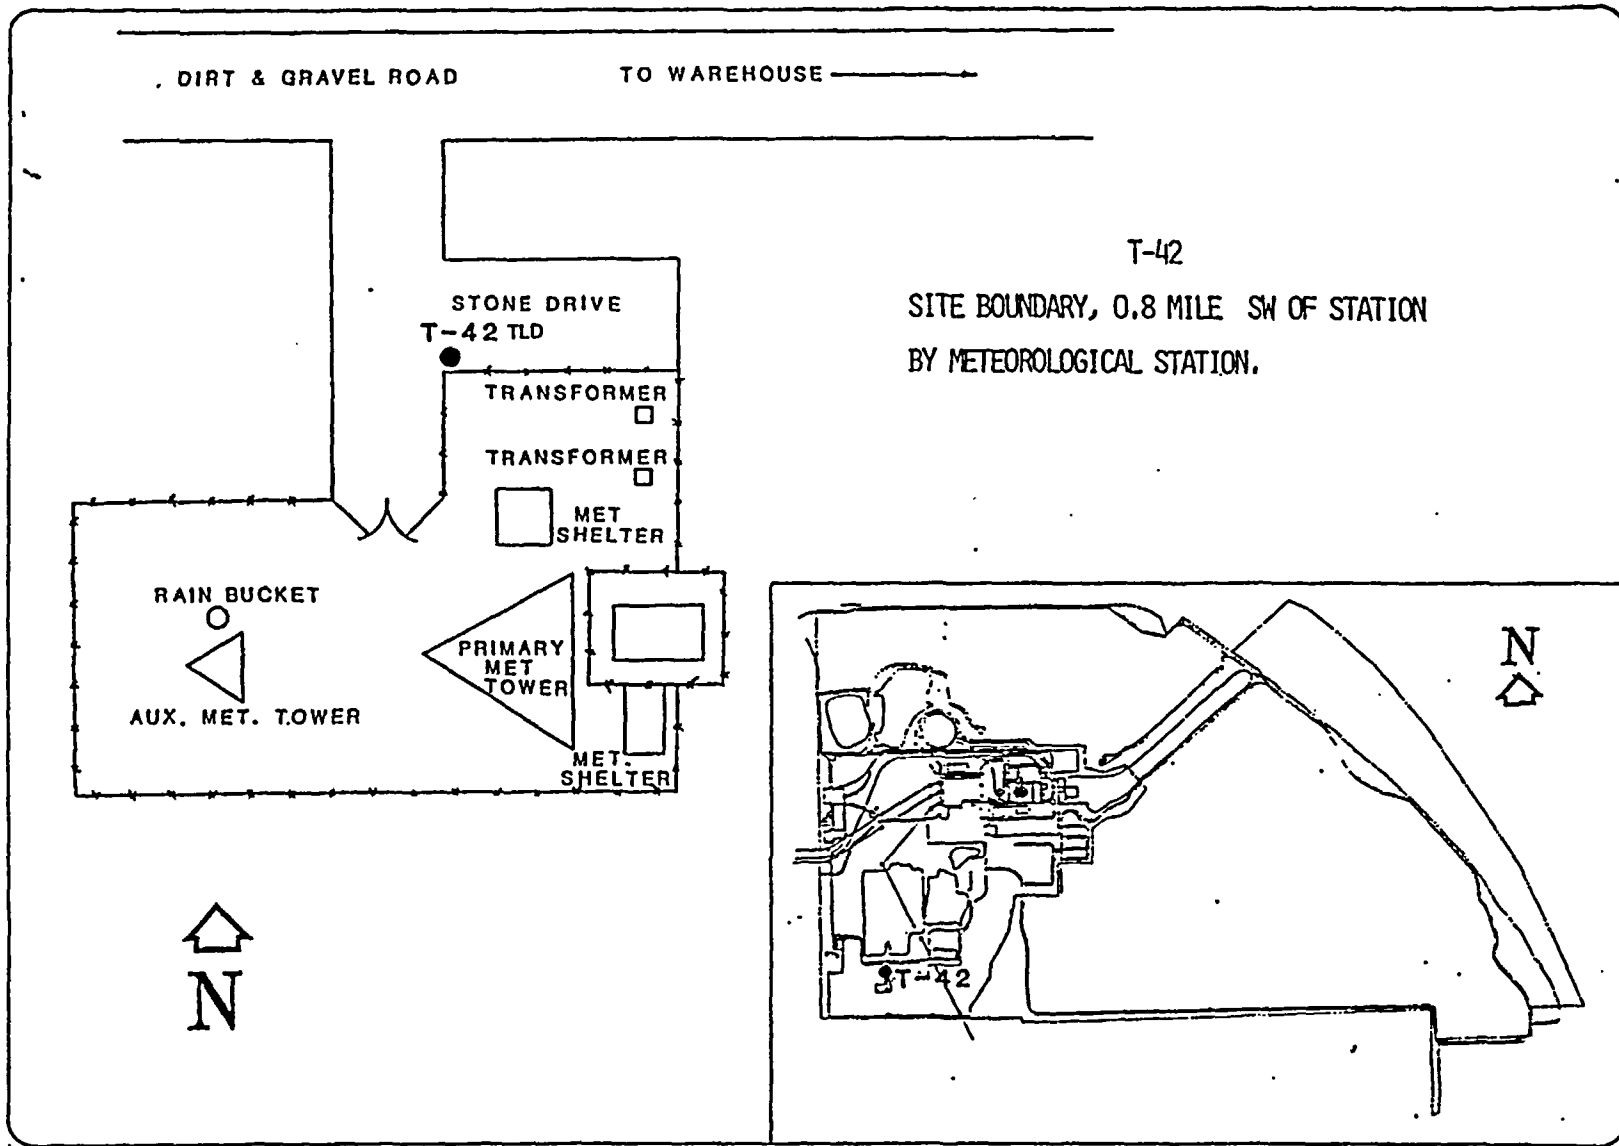 . DIRT & GRAVEL ROAD
TO WAREHOUSE
T-42
SITE BOUNDARY, 0.8 MILE SW OF STATION
BY METEOROLOGICAL STATION.
STONE DRIVE
T-42 TLD
TRANSFORMER
TRANSFORMER
MET
SHELTER
RAIN BUCKET
PRIMARY
MET
TOWER
AUX. MET. TOWER
MET.
SHELTER
N
N
T-42